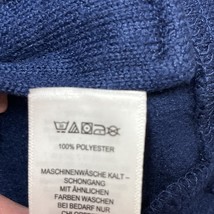 100% POLYESTER
MASCHINENWÄSCHE KALT –
SCHONGANG
MIT ÄHNLICHEN
FARBEN WASCHEN
BEI BEDARF NUR